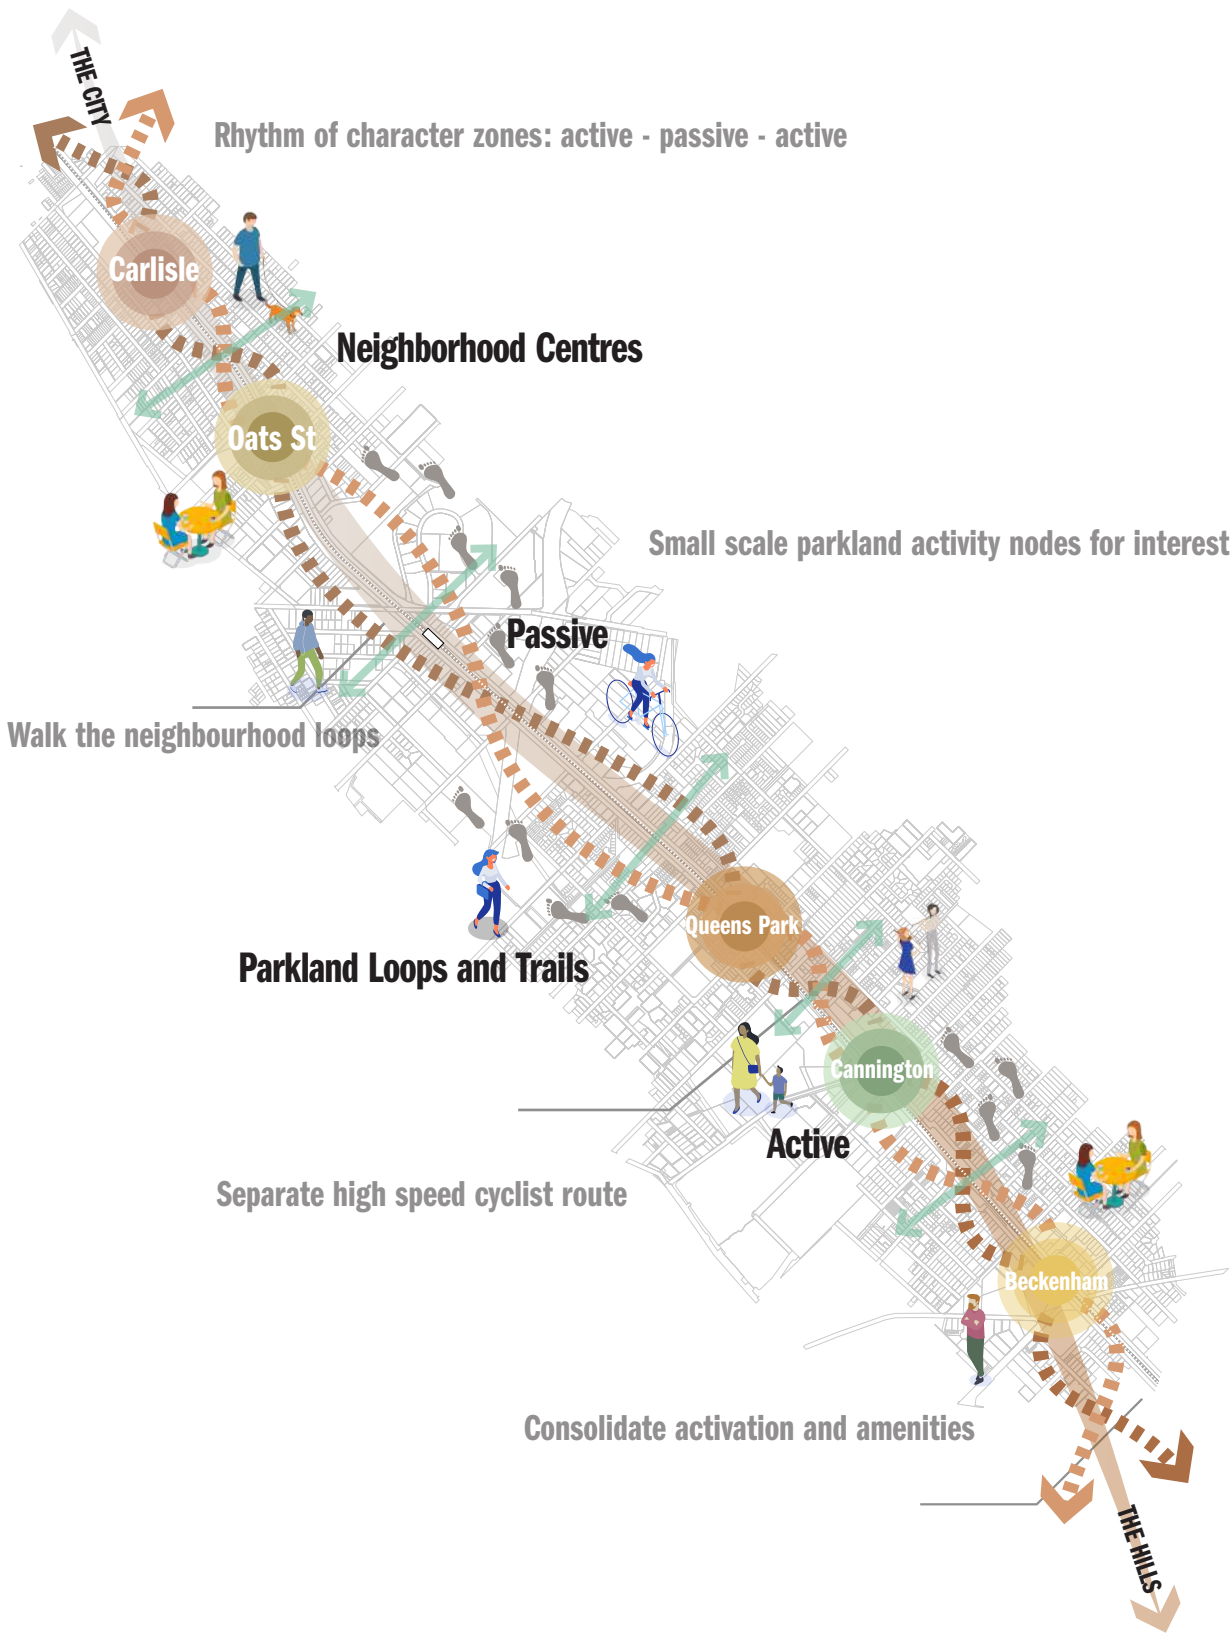 THE CITY
Rhythm of character zones: active - passive - active
Carlisle
Neighborhood Centres
Oats St
Small scale parkland activity nodes for interest
Passive
Walk the neighbourhood loops
Queens Park
Parkland Loops and Trails
Cannington
Active
Separate high speed cyclist route
Beckenham
Consolidate activation and amenities
THE HILLS